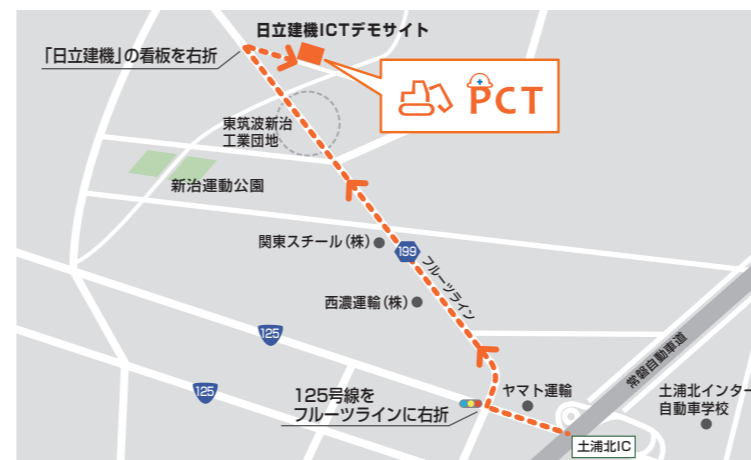 日立建機ICTデモサイト
「日立建機」の看板を右折
PCT
東筑波新治
工業団地
新治運動公園
関東スチール(株)
199
フルーツライン
西濃運輸(株)
125
125
常磐自動車道
125号線を
フルーツラインに右折
ヤマト運輸
土浦北インター
自動車学校
土浦北IC